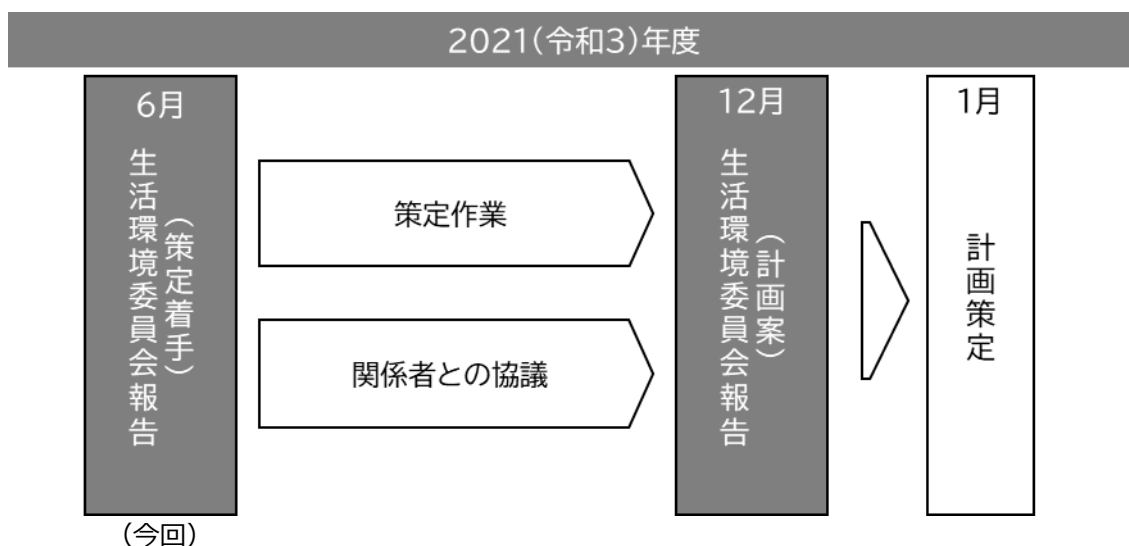 2021(令和3)年度
6月
生活環境委員会報告
(策定着手)
(今回)
策定作業
関係者との協議
12月
生活環境委員会報告
(計画案)
1月
計画策定